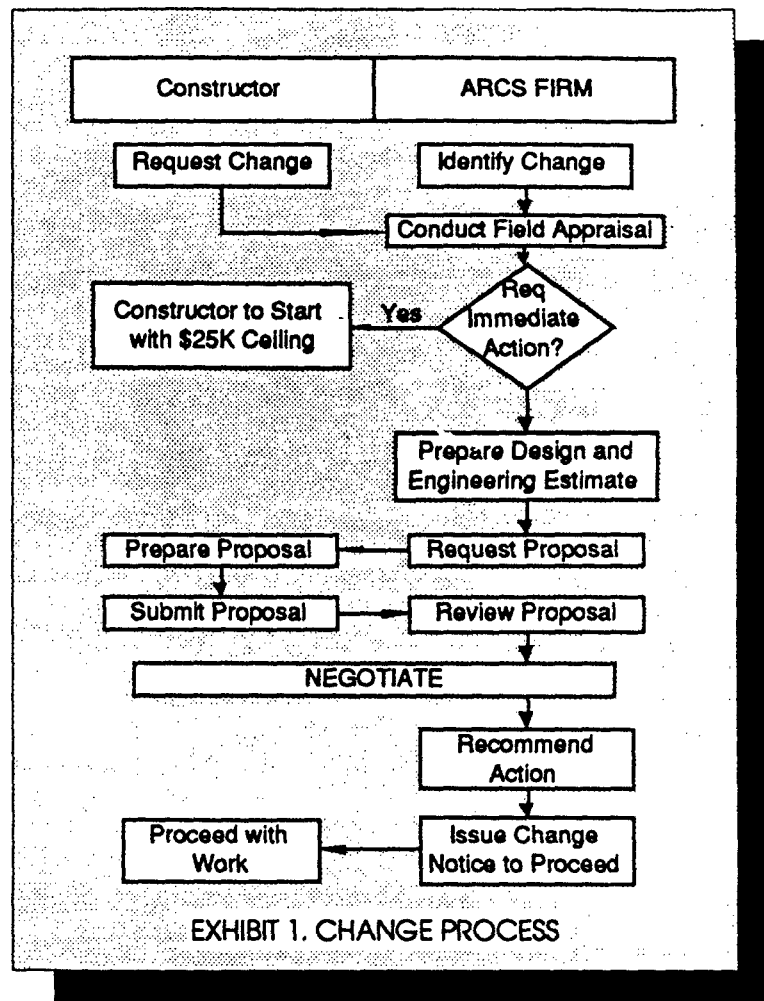 Constructor
ARCS FIRM
Request Change
Identify Change
Conduct Field Appraisal
Req
Immediate
Action?
Yes
Constructor to Start
with $25K Ceiling
Prepare Design and
Engineering Estimate
Prepare Proposal
Request Proposal
Submit Proposal
Review Proposal
NEGOTIATE
Recommend
Action
Proceed with
Work
Issue Change
Notice to Proceed
EXHIBIT 1. CHANGE PROCESS